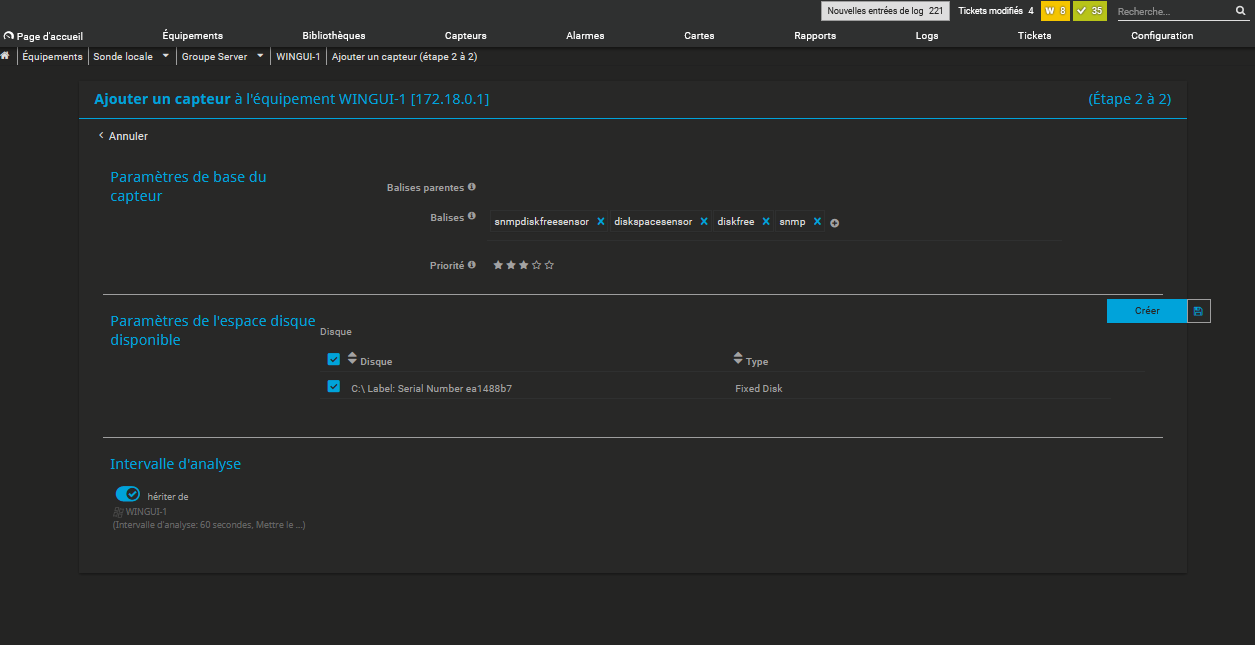 Nouvelles entrées de log 221 Tickets modifiés 4 W 8 35 Recherche...
Page d'accueil Équipements Bibliothèques Capteurs Alarmes Cartes Rapports Logs Tickets Configuration
Équipements Sonde locale Groupe Server WINGUI-1 Ajouter un capteur (étape 2 à 2)
Ajouter un capteur à l'équipement WINGUI-1 [172.18.0.1] (Étape 2 à 2)
Annuler
Paramètres de base du
capteur
Balises parentes
Balises snmpdiskfreesensor diskspacesensor diskfree snmp
Priorité
Créer
Paramètres de l'espace disque
disponible
Disque
Disque Type
C:\ Label: Serial Number ea1488b7 Fixed Disk
Intervalle d'analyse
hériter de
WINGUI-1
(Intervalle d'analyse: 60 secondes, Mettre le ...)